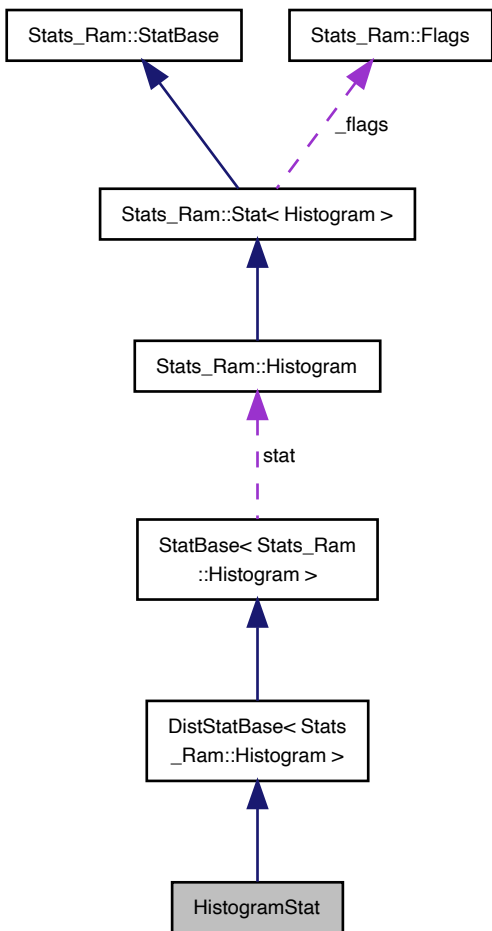 Stats_Ram::StatBase
Stats_Ram::Flags
_flags
Stats_Ram::Stat< Histogram >
Stats_Ram::Histogram
stat
StatBase< Stats_Ram
::Histogram >
DistStatBase< Stats
_Ram::Histogram >
HistogramStat